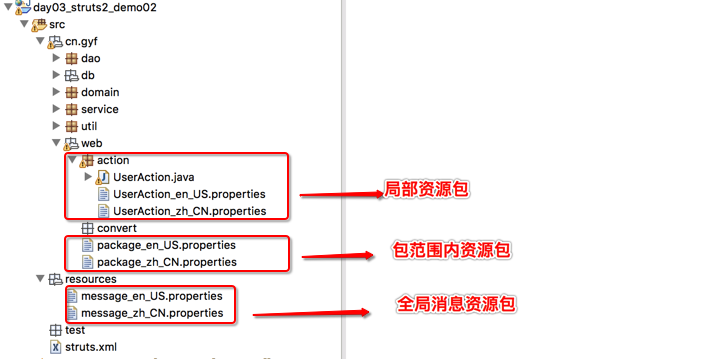 day03_struts2_demo02
src
cn.gyf
dao
db
domain
service
util
web
action
UserAction.java
UserAction_en_US.properties
局部资源包
UserAction_zh_CN.properties
convert
package_en_US.properties
包范围内资源包
package_zh_CN.properties
resources
message_en_US.properties
全局消息资源包
message_zh_CN.properties
test
struts.xml